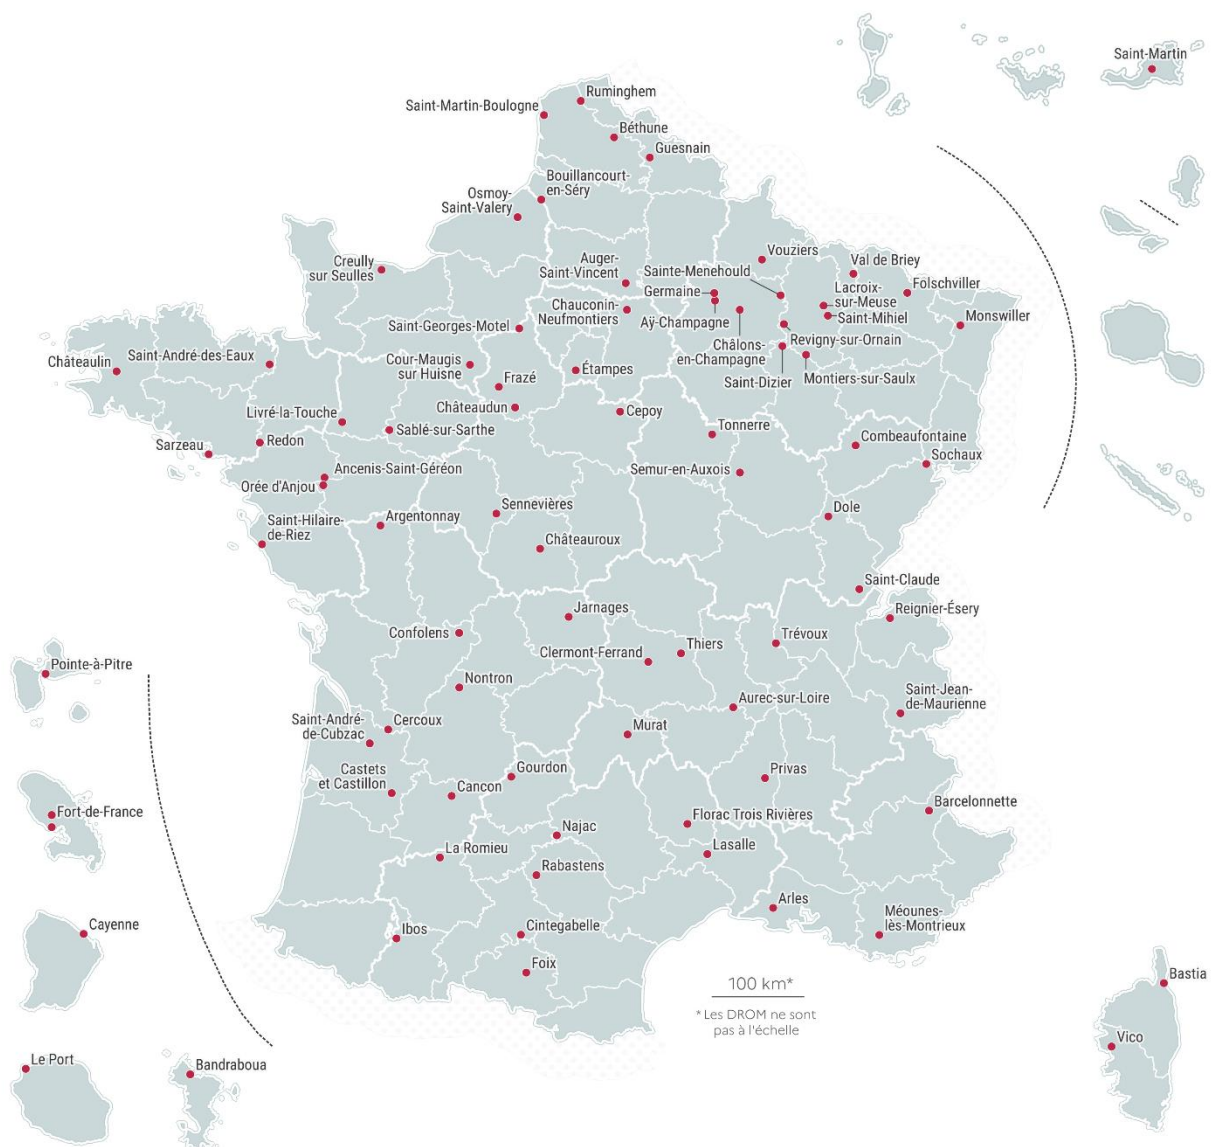 Saint-Martin
Ruminghem
Saint-Martin-Boulogne
Béthune
Guesnain
Bouillancourt-
en-Séry
Osmoy-
Saint-Valery
Creully
sur Seulles
Auger-
Saint-Vincent
Sainte-Menehould
Vouziers
Val de Briey
Germaine
Lacroix-
sur-Meuse
Folschviller
Chauconin-
Neufmontiers
Aÿ-Champagne
Saint-Mihiel
Monswiller
Saint-Georges-Motel
Châlons-
en-Champagne
Revigny-sur-Ornain
Châteaulin
Saint-André-des-Eaux
Cour-Maugis
sur Huisne
Frazé
Étampes
Saint-Dizier
Montiers-sur-Saulx
Livré-la-Touche
Châteaudun
Cepoy
Sarzeau
Redon
Sablé-sur-Sarthe
Tonnerre
Combeaufontaine
Sochaux
Ancenis-Saint-Géréon
Semur-en-Auxois
Orée d'Anjou
Saint-Hilaire-
de-Riez
Argentonnay
Sennevières
Dole
Châteauroux
Saint-Claude
Jarnages
Reignier-Ésery
Confolens
Trévoux
Clermont-Ferrand
Thiers
Pointe-à-Pitre
Nontron
Aurec-sur-Loire
Saint-Jean-
de-Maurienne
Saint-André-
de-Cubzac
Cercoux
Murat
Castets
et Castillon
Gourdon
Privas
Cancon
Barcelonnette
Fort-de-France
Florac Trois Rivières
Najac
La Romieu
Lasalle
Rabastens
Arles
Cayenne
Ibos
Cintegabelle
Méounes-
lès-Montrieux
Foix
Bastia
100 km*
* Les DROM ne sont
pas à l'échelle
Vico
Le Port
Bandraboua